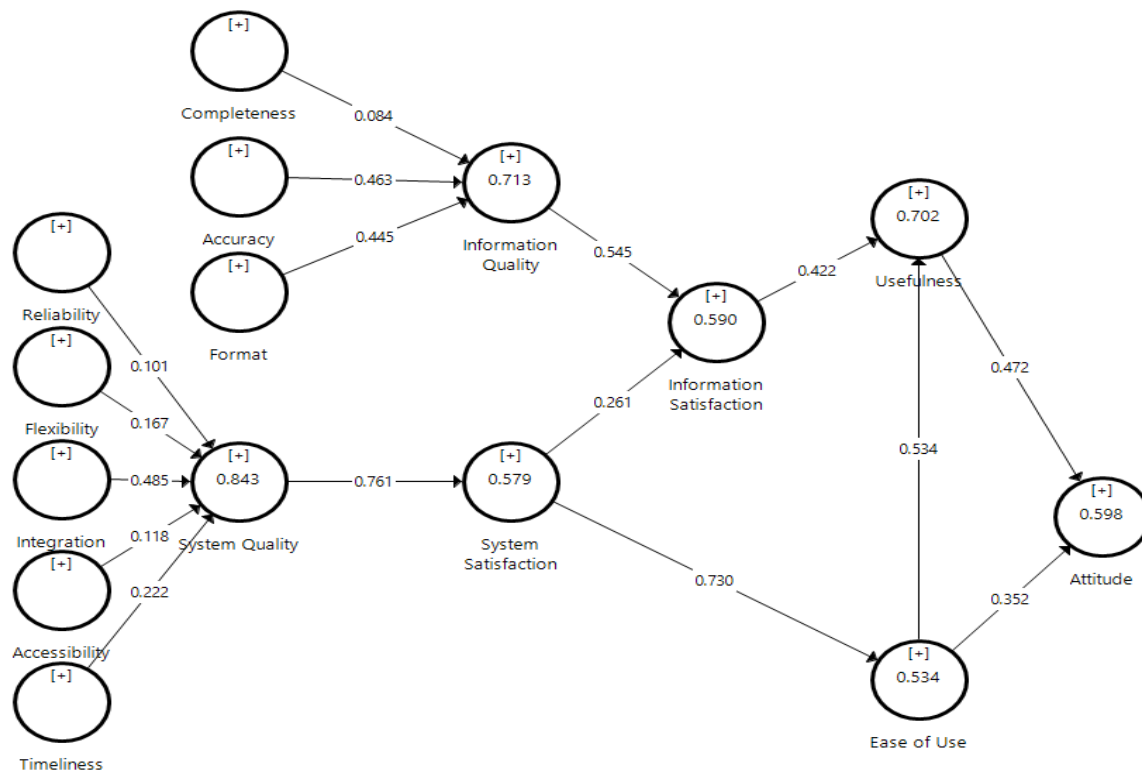 [+]
Completeness
0.084
[+]
Accuracy
0.463
[+]
Format
0.445
[+]
0.713
Information
Quality
0.545
[+]
Reliability
0.101
[+]
Flexibility
0.167
[+]
Integration
0.485
[+]
Accessibility
0.118
[+]
Timeliness
0.222
[+]
0.843
System Quality
0.761
[+]
0.579
System
Satisfaction
0.261
0.730
[+]
0.590
Information
Satisfaction
0.422
[+]
0.702
Usefulness
0.472
0.534
[+]
0.534
Ease of Use
0.352
[+]
0.598
Attitude